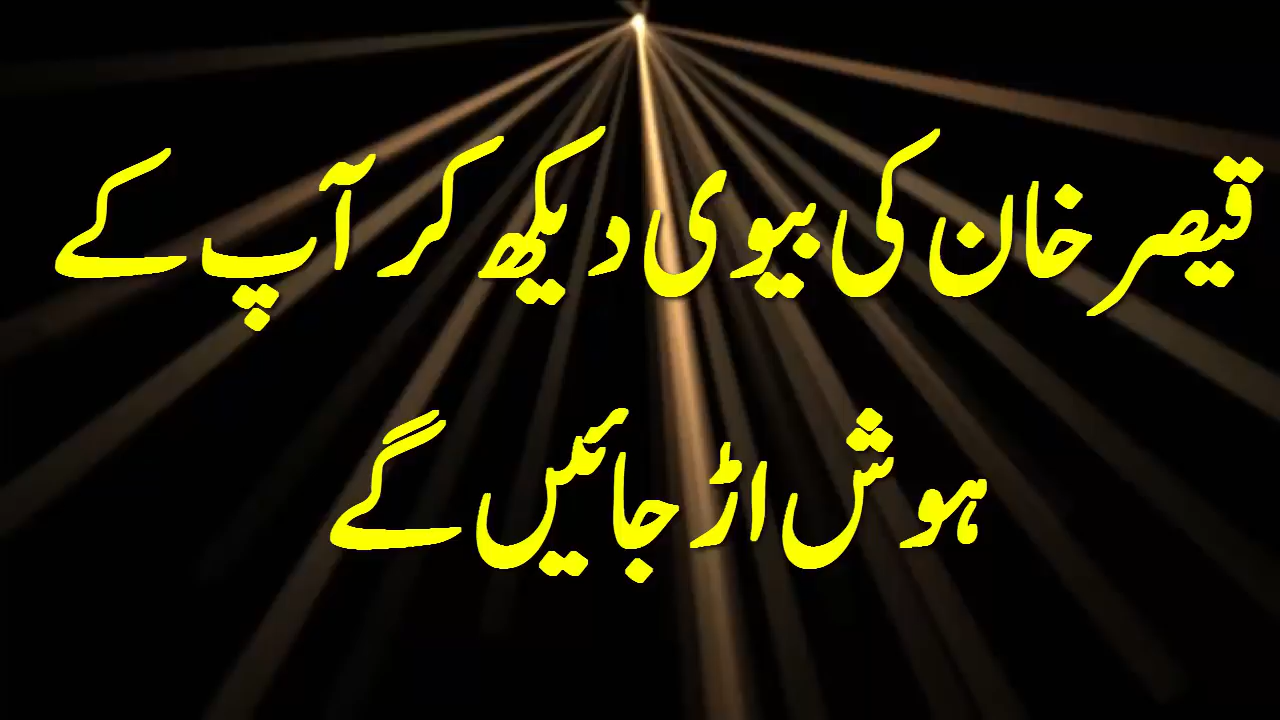 قیصر خان کی بیوی دیکھ کر آپ کے
ہوش اڑ جائیں گے